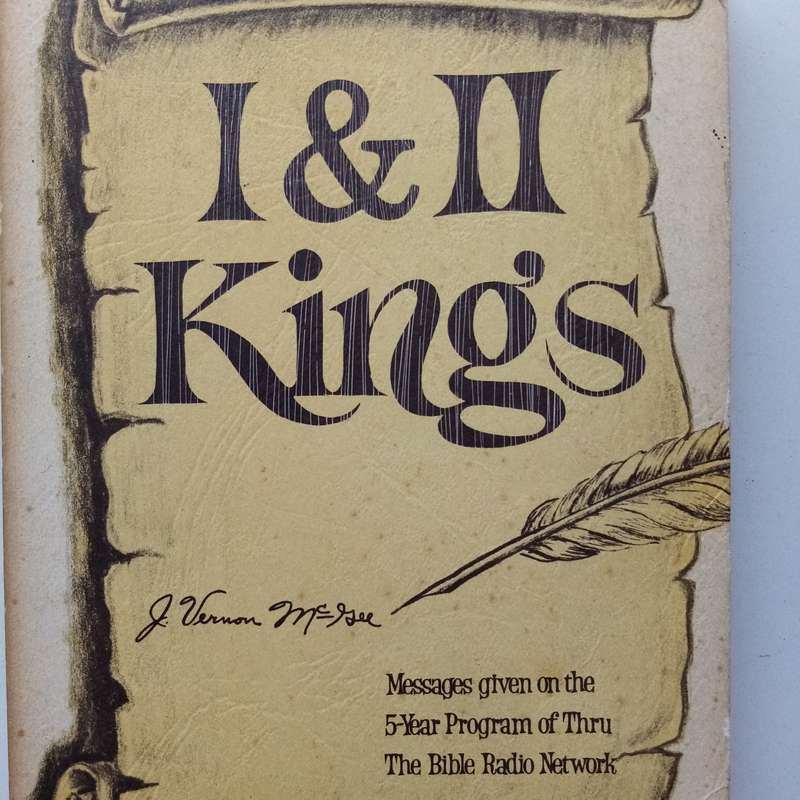 I & II
Kings
J. Vernon McGee
Messages given on the
5-Year Program of Thru
The Bible Radio Network